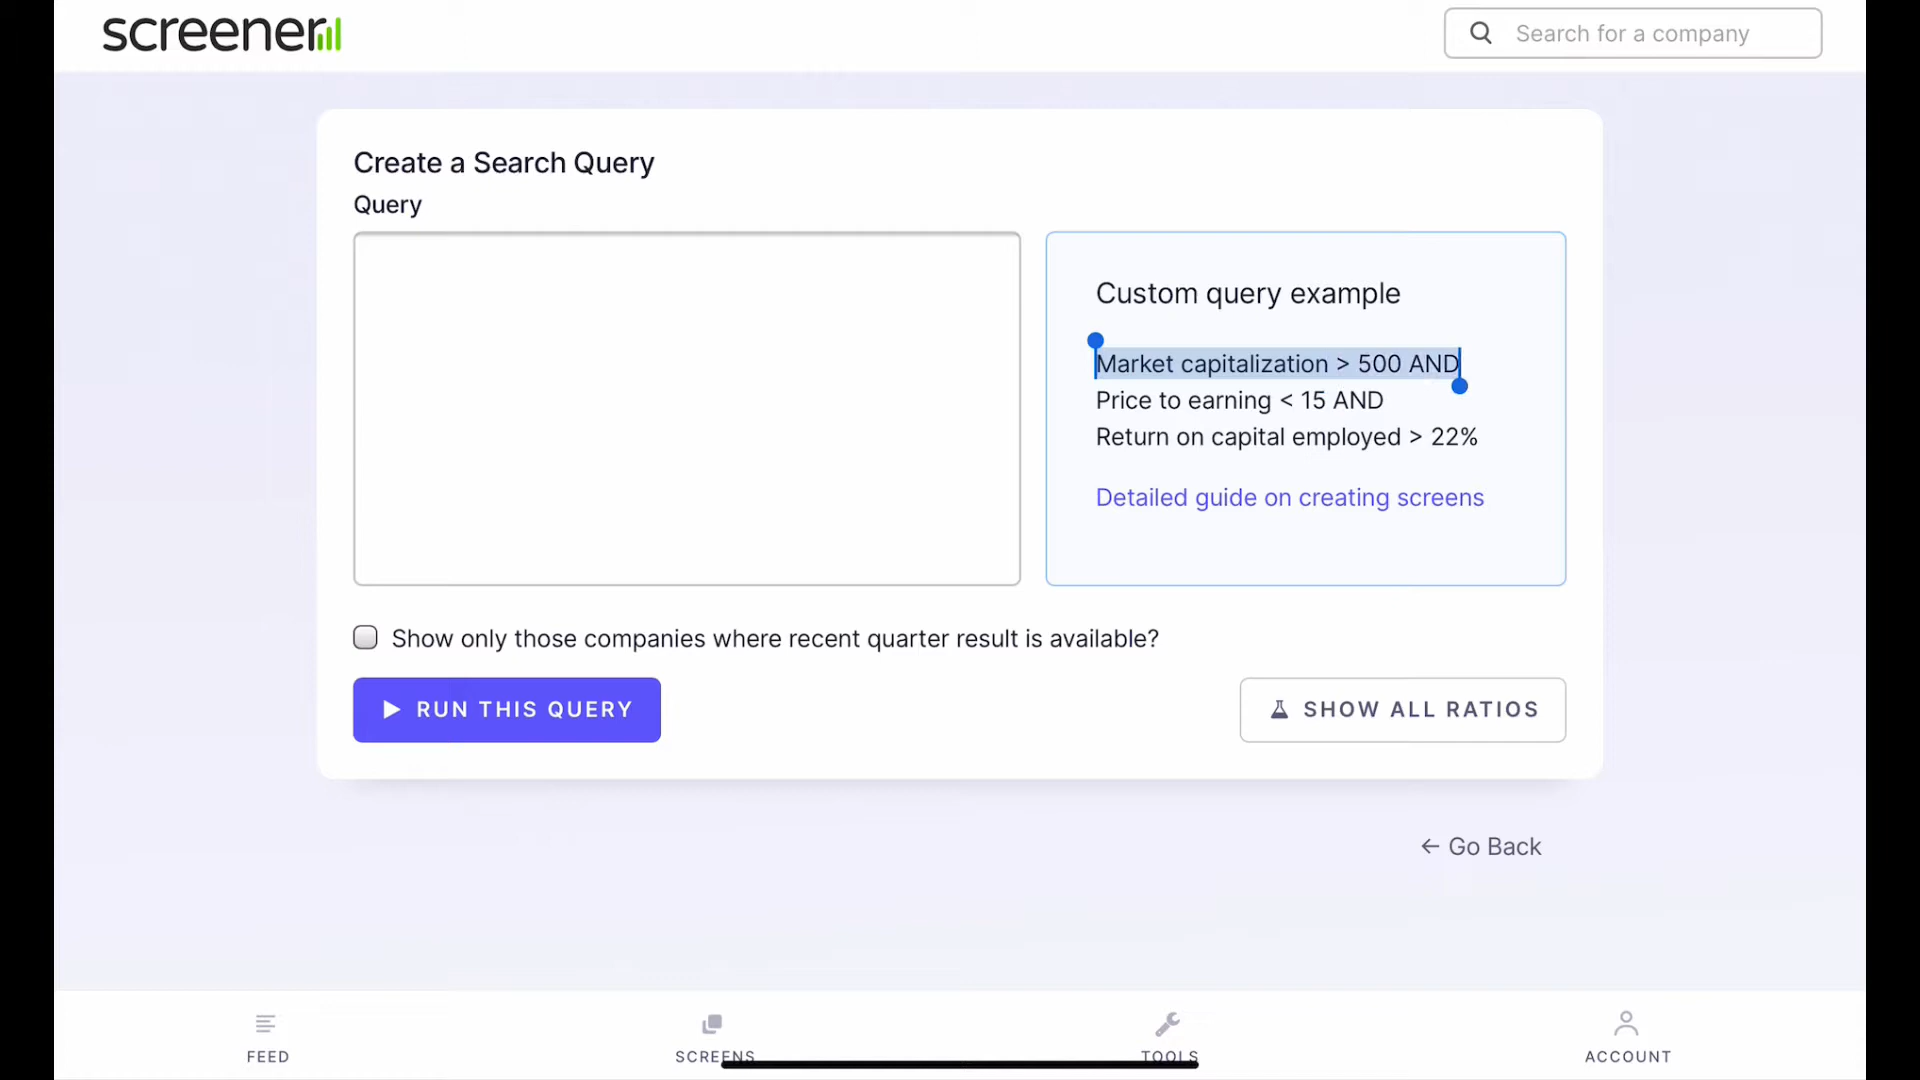 screener
Search for a company
Create a Search Query
Query
Custom query example
Market capitalization > 500 AND
Price to earning < 15 AND
Return on capital employed > 22%
Detailed guide on creating screens
Show only those companies where recent quarter result is available?
RUN THIS QUERY
SHOW ALL RATIOS
← Go Back
FEED
SCREENS
TOOLS
ACCOUNT